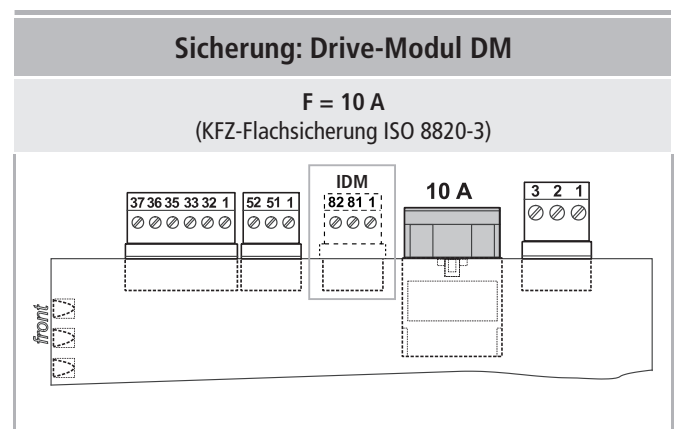 Sicherung: Drive-Modul DM
F = 10 A
(KFZ-Flachsicherung ISO 8820-3)
IDM
10 A
37 36 35 33 32 1
52 51 1
82 81 1
3 2 1
front